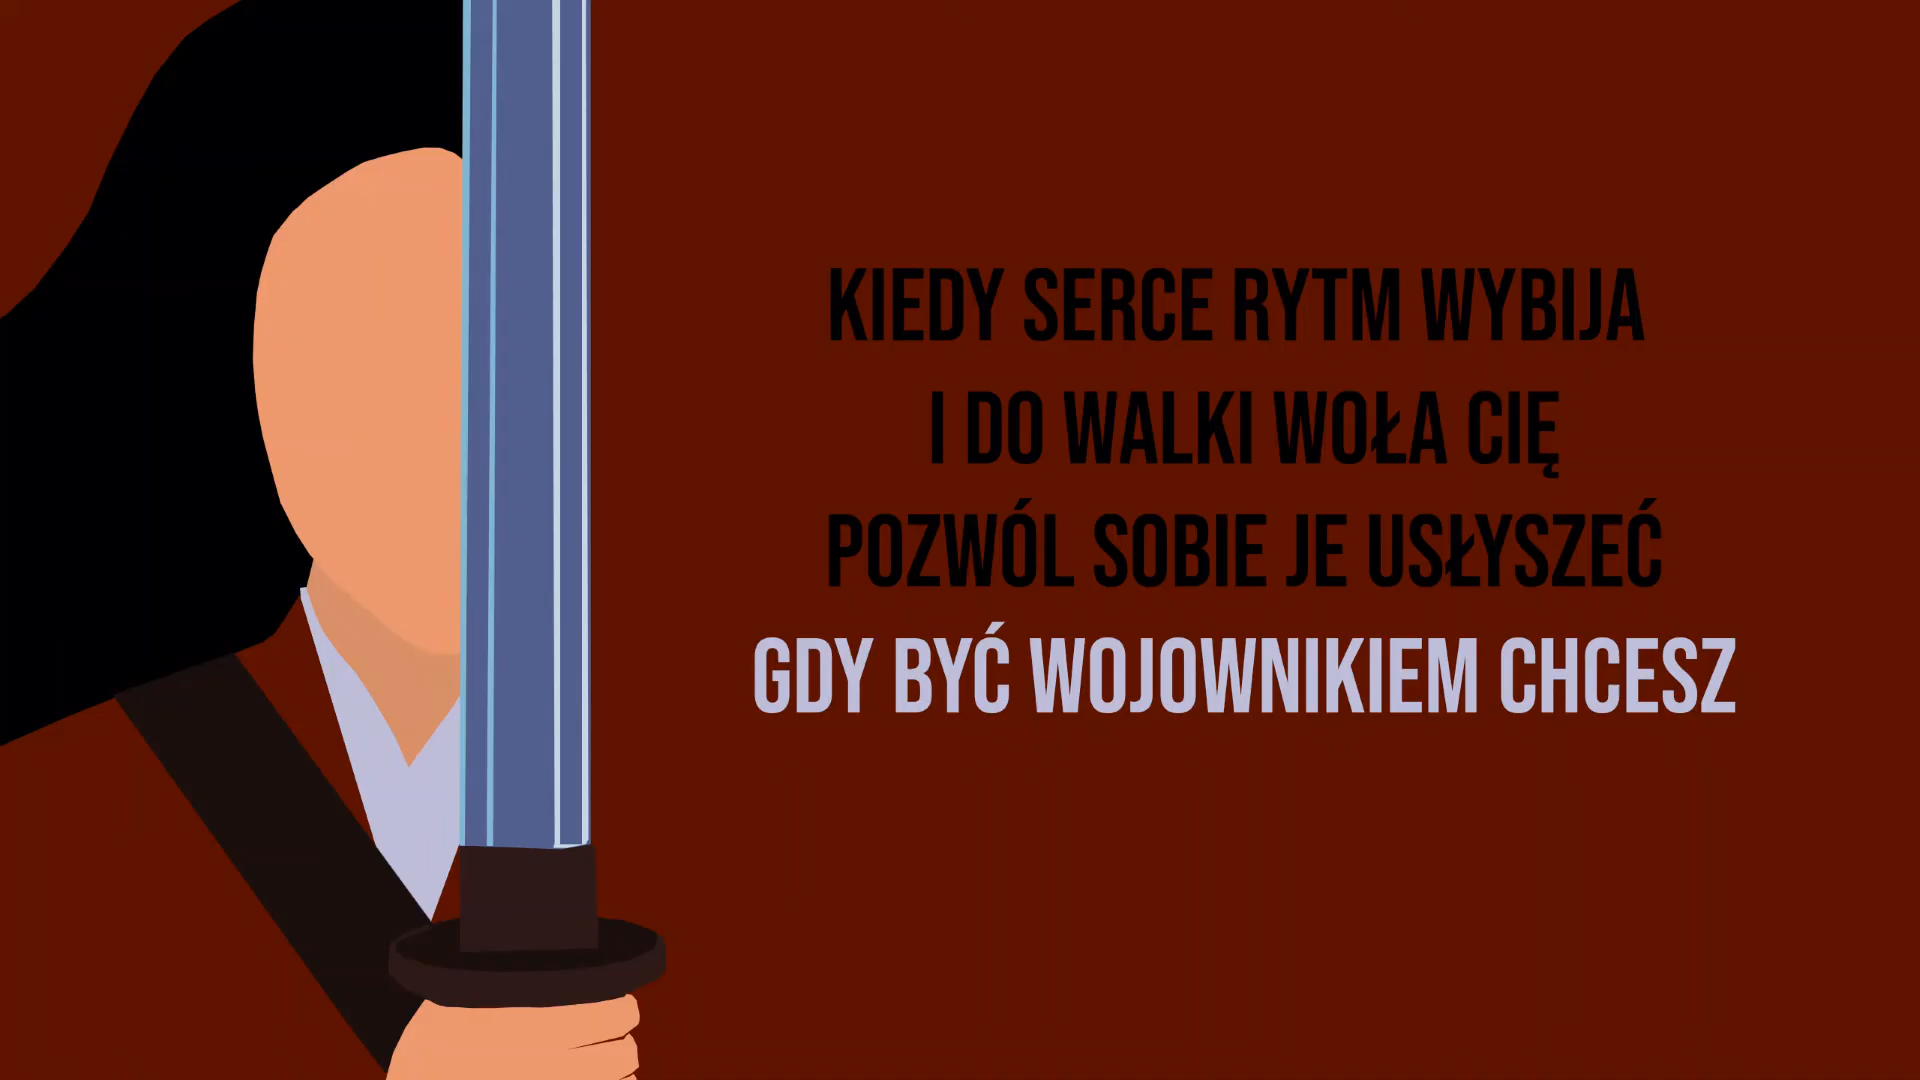 KIEDY SERCE RYTM WYBIJA
I DO WALKI WOŁA CIĘ
POZWÓL SOBIE JE USŁYSZEĆ
GDY BYĆ WOJOWNIKIEM CHCESZ